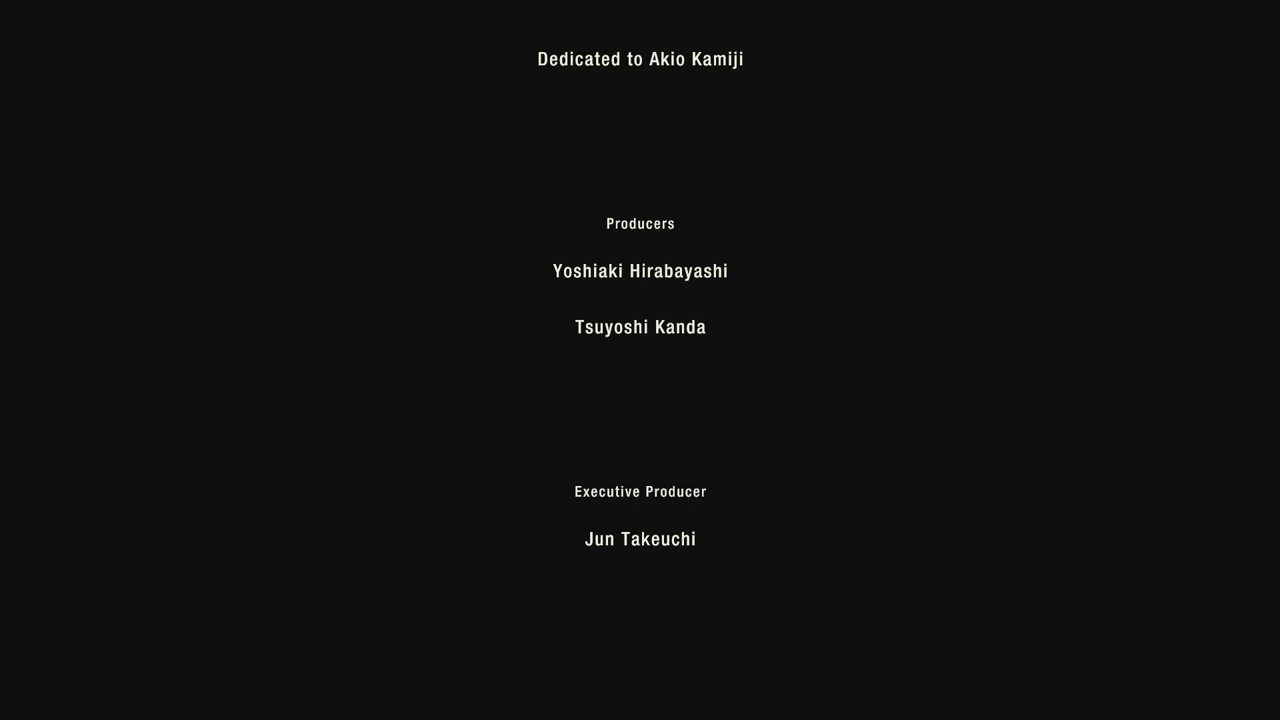 Dedicated to Akio Kamiji
Producers
Yoshiaki Hirabayashi
Tsuyoshi Kanda
Executive Producer
Jun Takeuchi